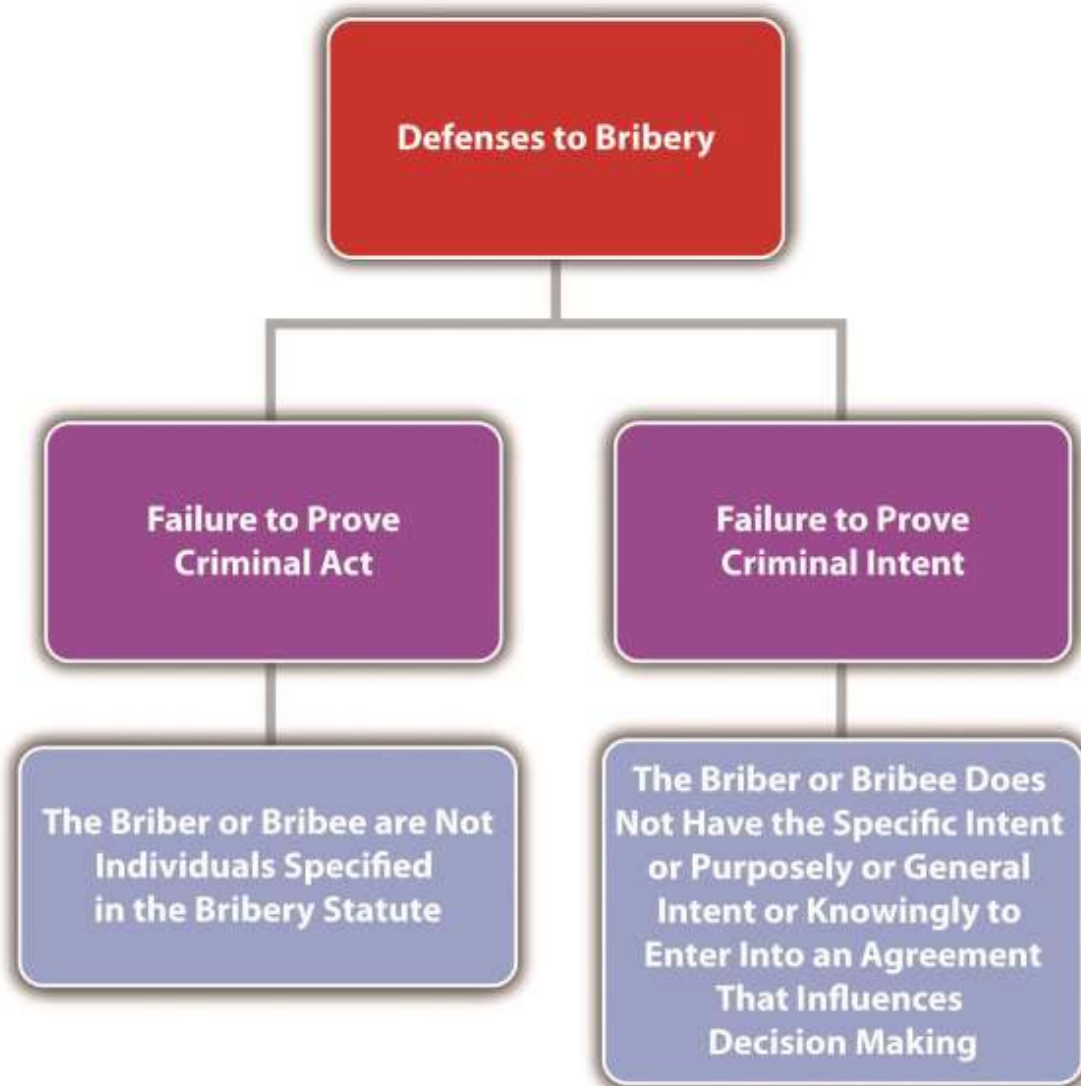 Defenses to Bribery
Failure to Prove
Criminal Act
Failure to Prove
Criminal Intent
The Briber or Bribee are Not
Individuals Specified
in the Bribery Statute
The Briber or Bribee Does
Not Have the Specific Intent
or Purposely or General
Intent or Knowingly to
Enter Into an Agreement
That Influences
Decision Making